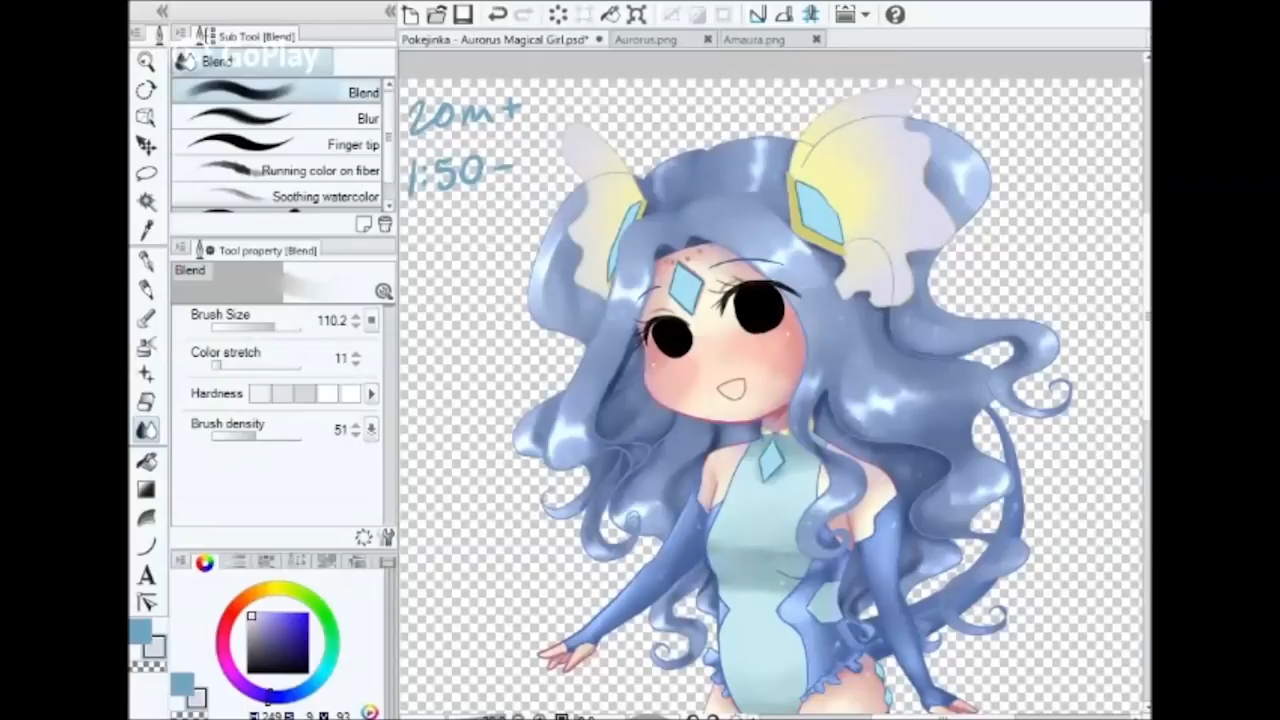 Sub Tool [Blend]
GoPlay
Blend
Blend
Blur
Finger tip
Running color on fiber
Soothing watercolor
Tool property [Blend]
Blend
Brush Size 110.2
Color stretch 11
Hardness
Brush density 51
A
Pokejinka - Aurorus Magical Girl.psd*
Aurorus.png
Amaura.png
20m+
1:50-